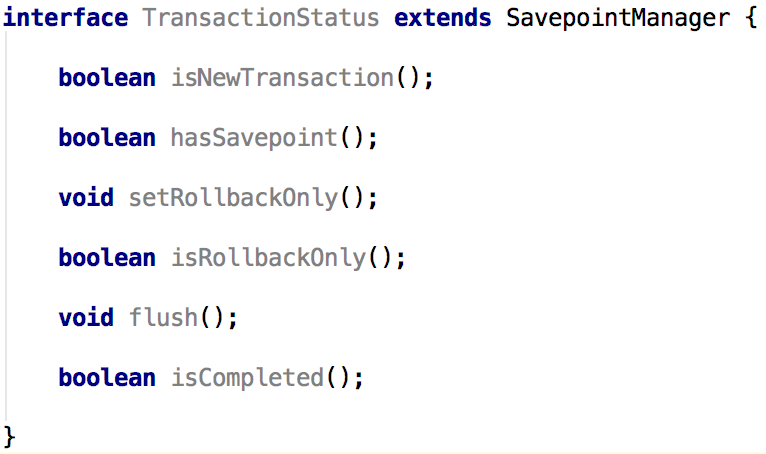 interface TransactionStatus extends SavepointManager {
boolean isNewTransaction();
boolean hasSavepoint();
void setRollbackOnly();
boolean isRollbackOnly();
void flush();
boolean isCompleted();
}